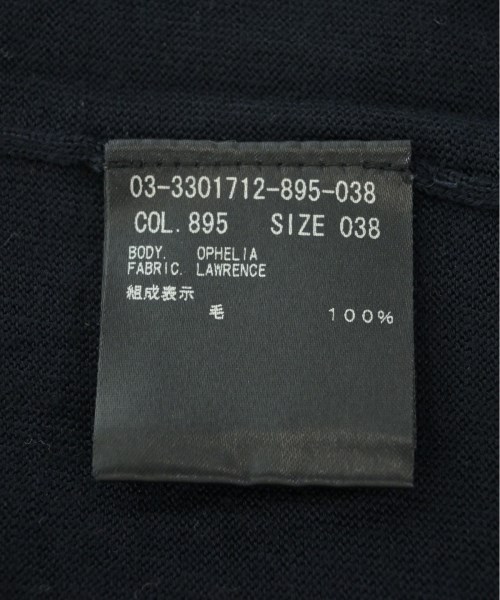 03-3301712-895-038
COL. 895 SIZE 038
BODY. OPHELIA
FABRIC. LAWRENCE
組成表示
毛 100%